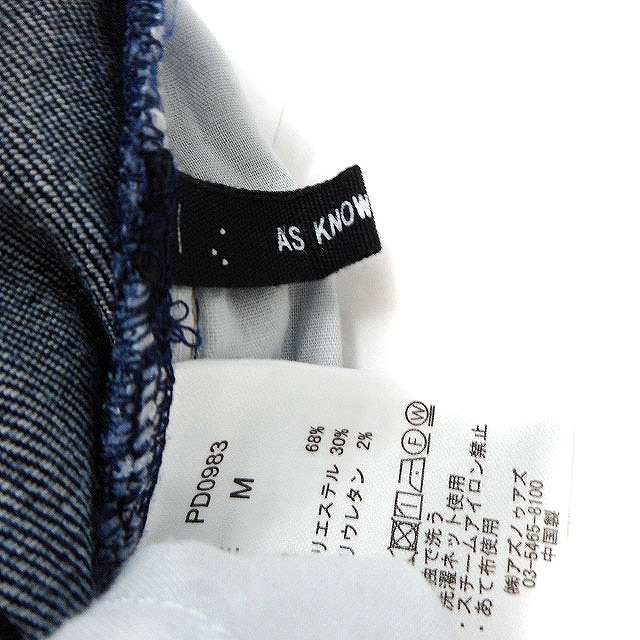 AS KNOW
PD0983
M
68%
リエステル 30%
リウレタン 2%
F W
で洗う
洗濯ネット使用
・スチームアイロン禁止
・あて布使用
㈱アズノゥアズ
03-5465-8100
中国製